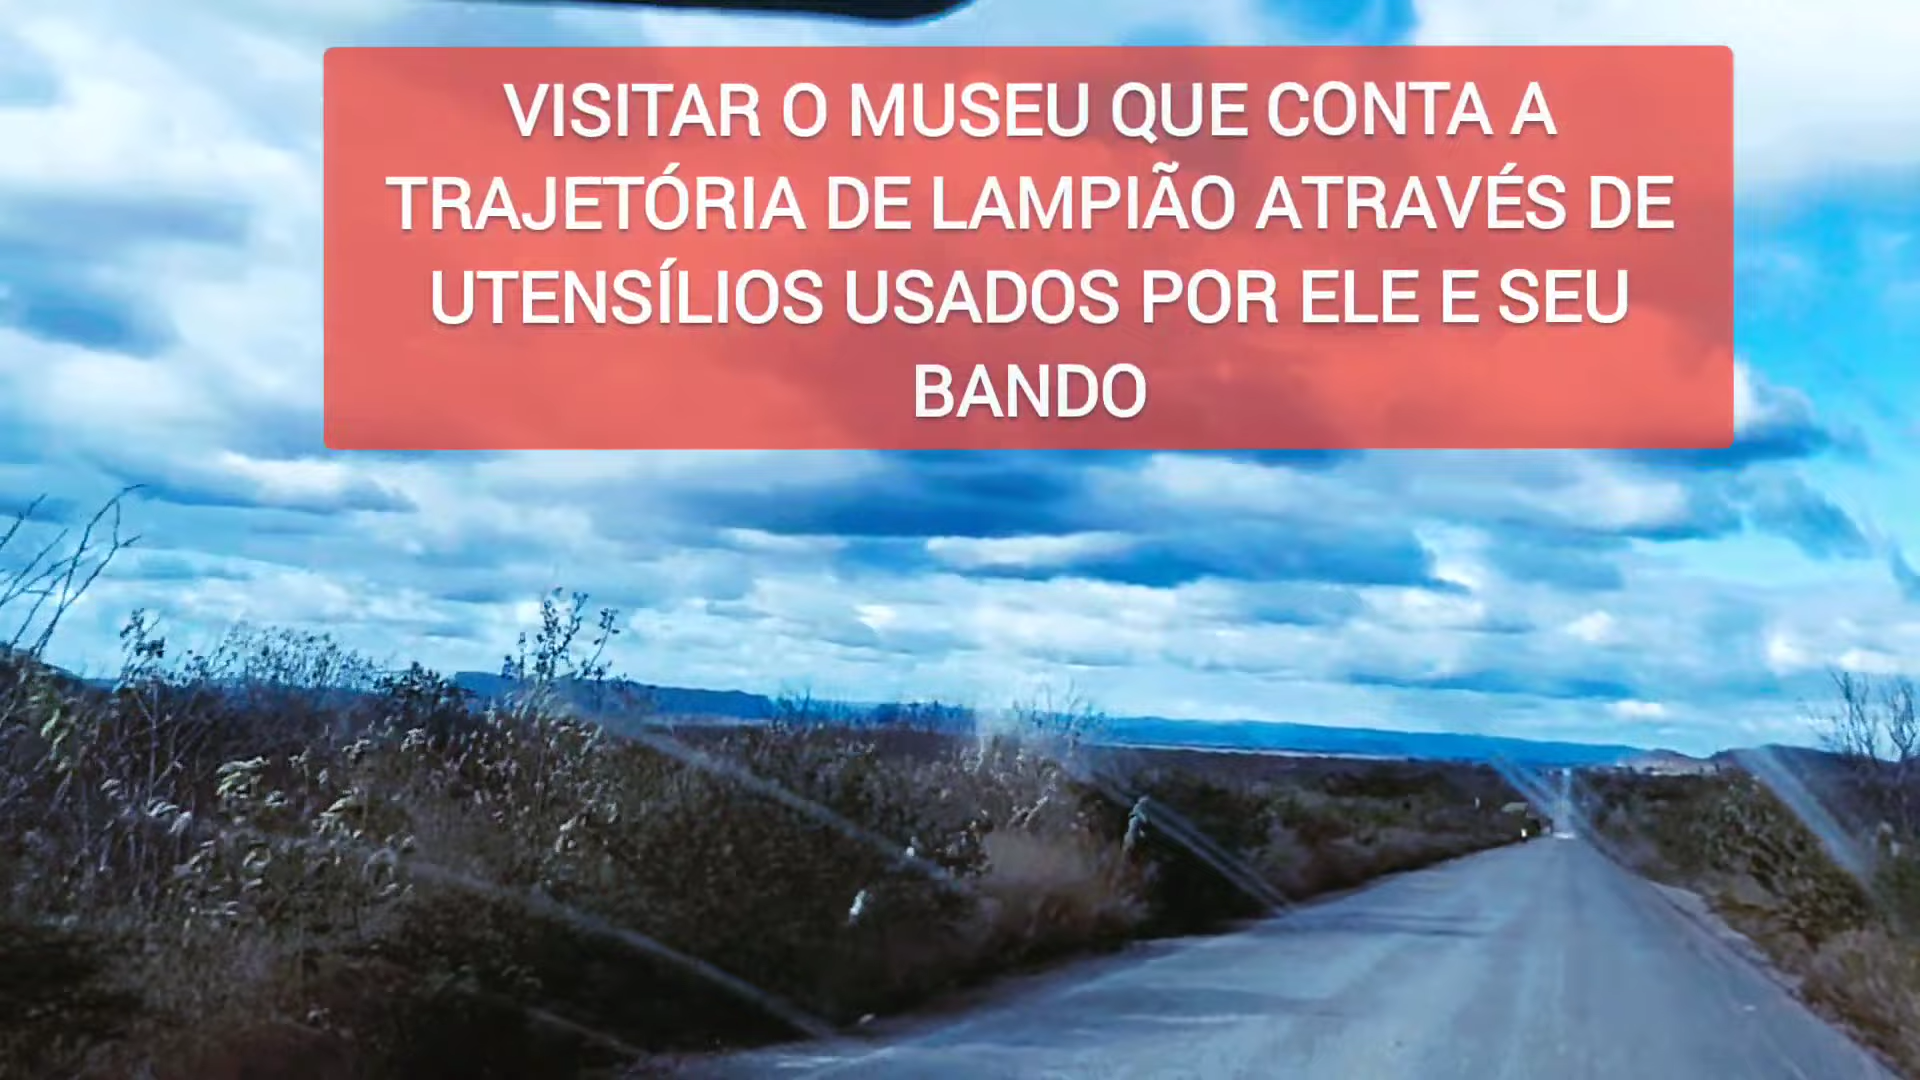 VISITAR O MUSEU QUE CONTA A
TRAJETÓRIA DE LAMPIÃO ATRAVÉS DE
UTENSÍLIOS USADOS POR ELE E SEU
BANDO